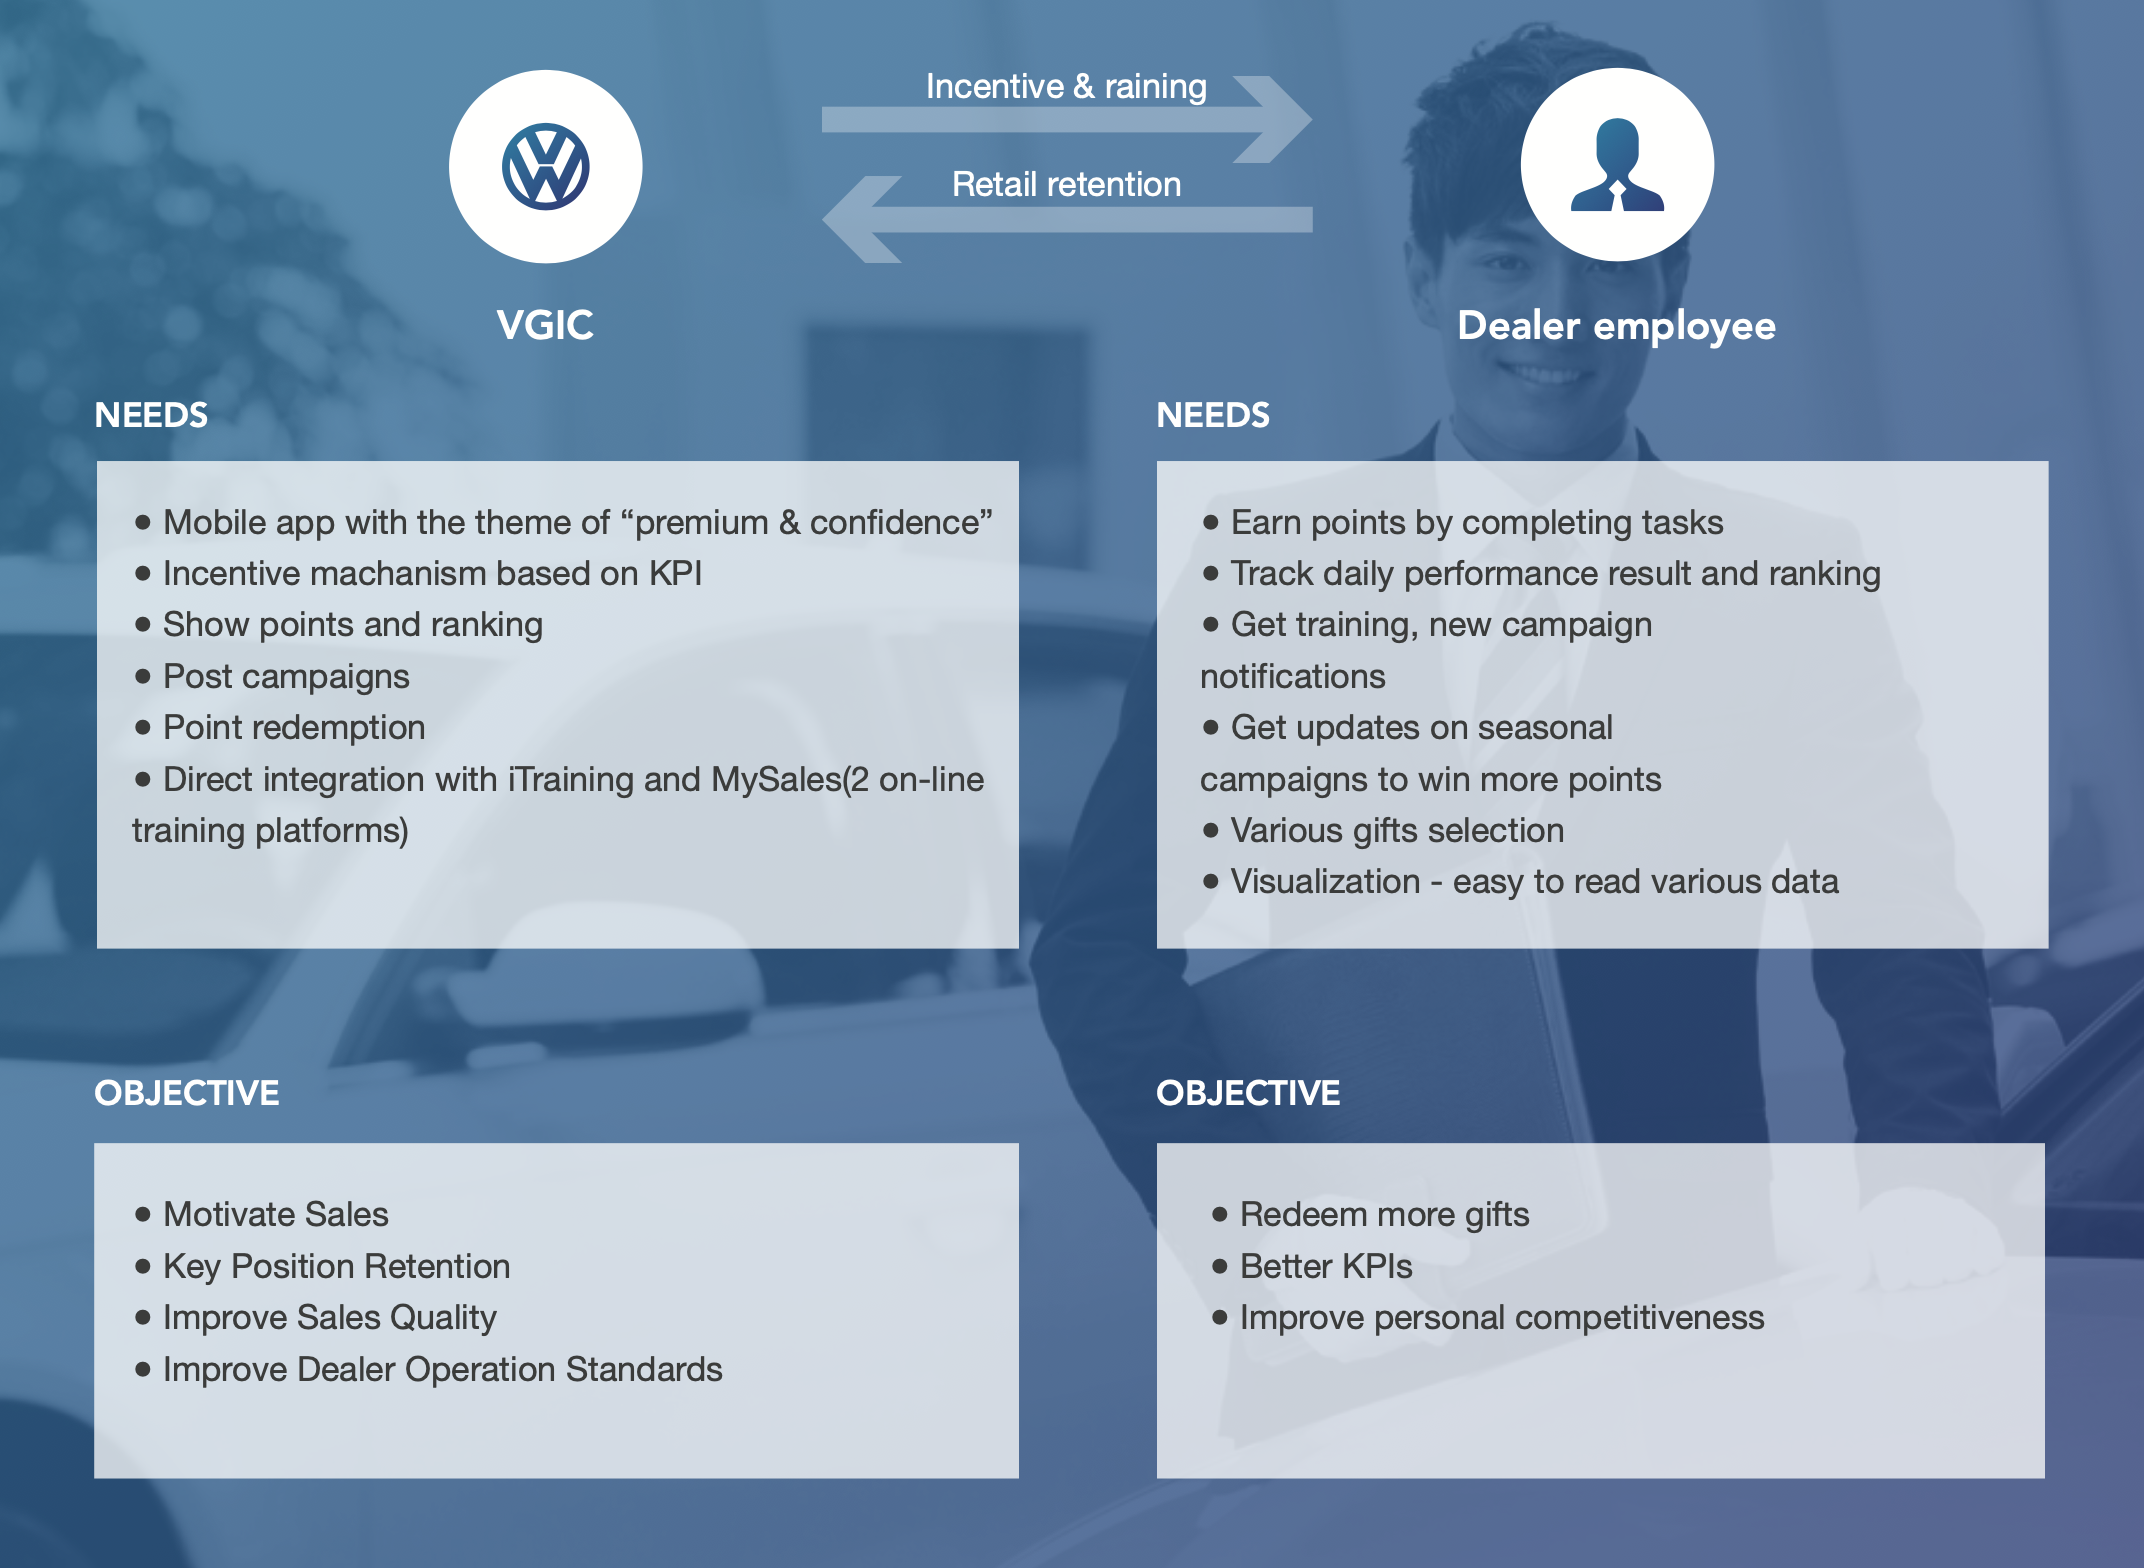 Incentive & raining
Retail retention
VGIC
Dealer employee
NEEDS
● Mobile app with the theme of “premium & confidence”
● Incentive machanism based on KPI
● Show points and ranking
● Post campaigns
● Point redemption
● Direct integration with iTraining and MySales(2 on-line
training platforms)
NEEDS
● Earn points by completing tasks
● Track daily performance result and ranking
● Get training, new campaign
notifications
● Get updates on seasonal
campaigns to win more points
● Various gifts selection
● Visualization - easy to read various data
OBJECTIVE
● Motivate Sales
● Key Position Retention
● Improve Sales Quality
● Improve Dealer Operation Standards
OBJECTIVE
● Redeem more gifts
● Better KPIs
● Improve personal competitiveness